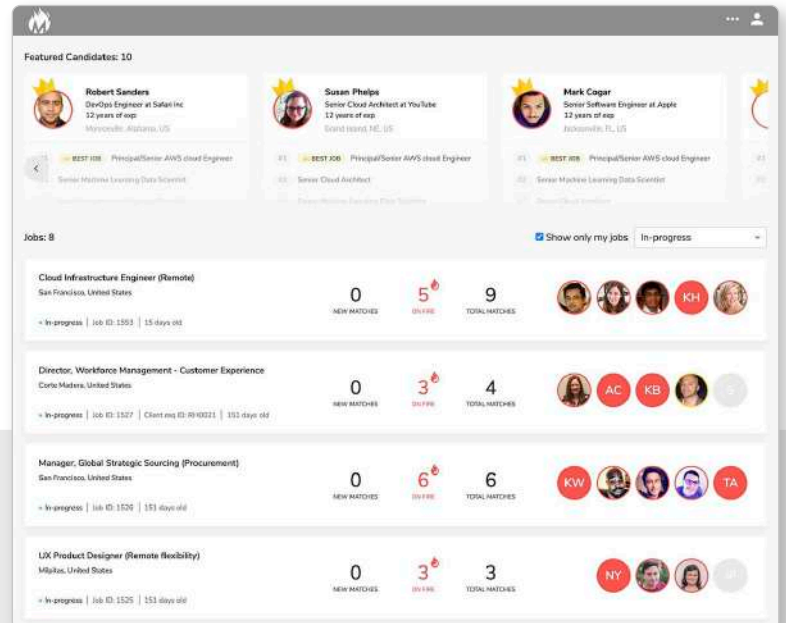 Featured Candidates: 10
Robert Sanders
DevOps Engineer at Safari Inc
12 years of exp
Monroeville, Alabama, US
BEST JOB Principal/Senior AWS cloud Engineer
Senior Machine Learning Data Scientist
Susan Phelps
Senior Cloud Architect at YouTube
12 years of exp
Grand Island, NE, US
#1 BEST JOB Principal/Senior AWS cloud Engineer
#2 Senior Cloud Architect
Mark Cogar
Senior Software Engineer at Apple
12 years of exp
Jacksonville, FL, US
#1 BEST JOB Principal/Senior AWS cloud Engineer
#2 Senior Machine Learning Data Scientist
#1
Jobs: 8
Show only my jobs In-progress
Cloud Infrastructure Engineer (Remote)
San Francisco, United States
In-progress | Job ID: 1553 | 15 days old
0 NEW MATCHES
5 ON FIRE
9 TOTAL MATCHES
KH
Director, Workforce Management - Customer Experience
Corte Madera, United States
In-progress | Job ID: 1527 | Client req ID: RH0021 | 151 days old
0 NEW MATCHES
3 ON FIRE
4 TOTAL MATCHES
AC
KB
S
Manager, Global Strategic Sourcing (Procurement)
San Francisco, United States
In-progress | Job ID: 1526 | 151 days old
0 NEW MATCHES
6 ON FIRE
6 TOTAL MATCHES
KW
TA
UX Product Designer (Remote flexibility)
Milpitas, United States
In-progress | Job ID: 1525 | 151 days old
0 NEW MATCHES
3 ON FIRE
3 TOTAL MATCHES
NY